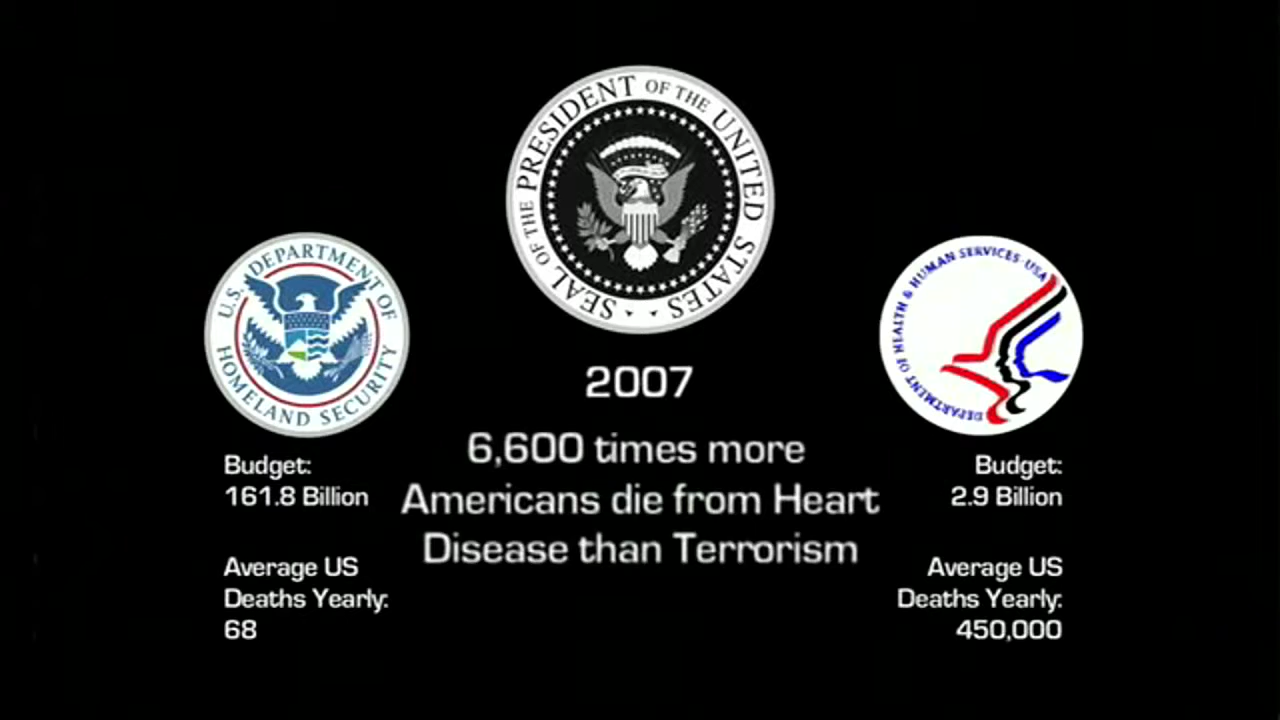 SEAL OF THE PRESIDENT OF THE UNITED STATES
U.S. DEPARTMENT OF HOMELAND SECURITY
DEPARTMENT OF HEALTH & HUMAN SERVICES·USA
2007
6,600 times more
Americans die from Heart
Disease than Terrorism
Budget:
161.8 Billion
Average US
Deaths Yearly:
68
Budget:
2.9 Billion
Average US
Deaths Yearly:
450,000